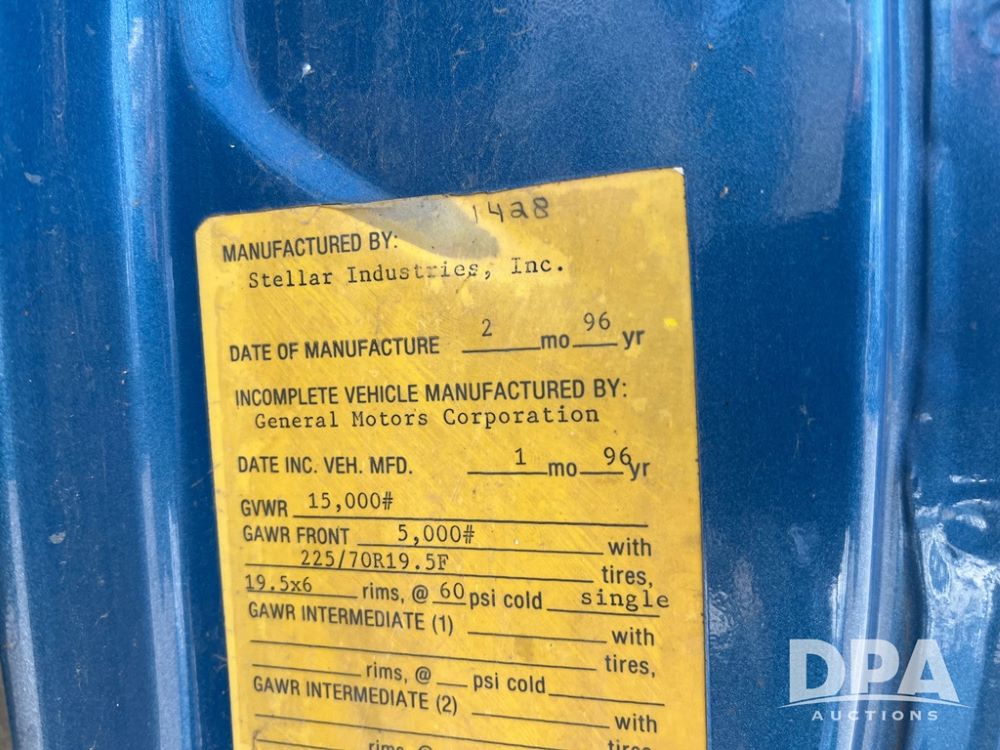 1428
MANUFACTURED BY:
Stellar Industries, Inc.
DATE OF MANUFACTURE 2 mo 96 yr
INCOMPLETE VEHICLE MANUFACTURED BY:
General Motors Corporation
DATE INC. VEH. MFD. 1 mo 96 yr
GVWR 15,000#
GAWR FRONT 5,000# with
225/70R19.5F tires,
19.5x6 rims, @ 60 psi cold single
GAWR INTERMEDIATE (1) with
tires,
rims, @ psi cold
GAWR INTERMEDIATE (2) with
tires
rims @
DPA
AUCTIONS